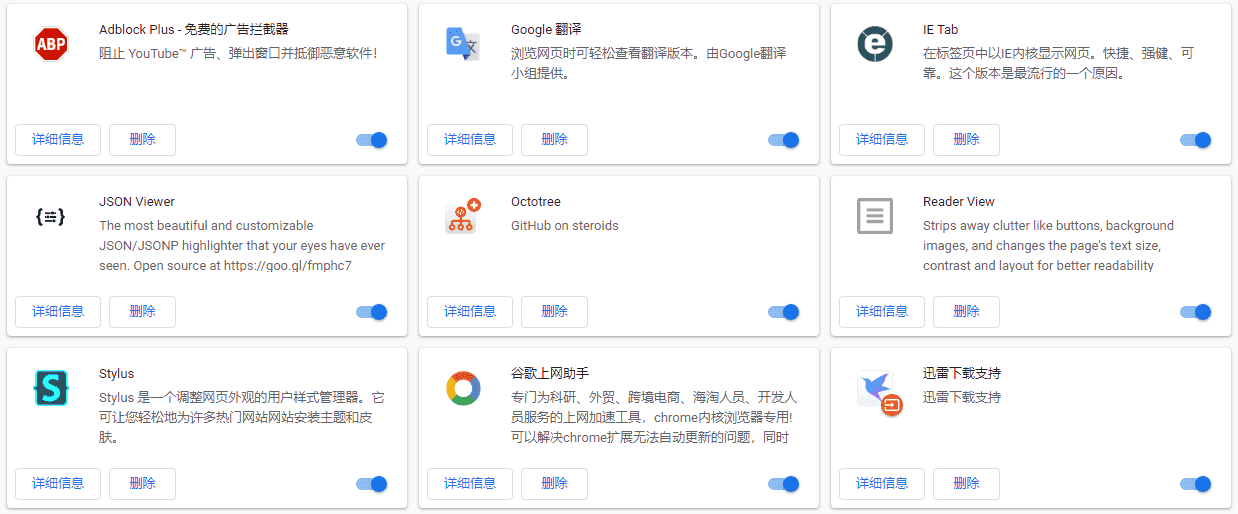 ABP
Adblock Plus - 免费的广告拦截器
阻止 YouTube™ 广告、弹出窗口并抵御恶意软件!
详细信息
删除
G 文
Google 翻译
浏览网页时可轻松查看翻译版本。由Google翻译
小组提供。
详细信息
删除
e
IE Tab
在标签页中以IE内核显示网页。快捷、强健、可
靠。这个版本是最流行的一个原因。
详细信息
删除
JSON Viewer
The most beautiful and customizable
JSON/JSONP highlighter that your eyes have ever
seen. Open source at https://goo.gl/fmphc7
详细信息
删除
Octotree
GitHub on steroids
详细信息
删除
Reader View
Strips away clutter like buttons, background
images, and changes the page's text size,
contrast and layout for better readability
详细信息
删除
S
Stylus
Stylus 是一个调整网页外观的用户样式管理器。它
可让您轻松地为许多热门网站网站安装主题和皮
肤。
详细信息
删除
谷歌上网助手
专门为科研、外贸、跨境电商、海淘人员、开发人
员服务的上网加速工具，chrome内核浏览器专用!
可以解决chrome扩展无法自动更新的问题，同时
详细信息
删除
迅雷下载支持
迅雷下载支持
详细信息
删除